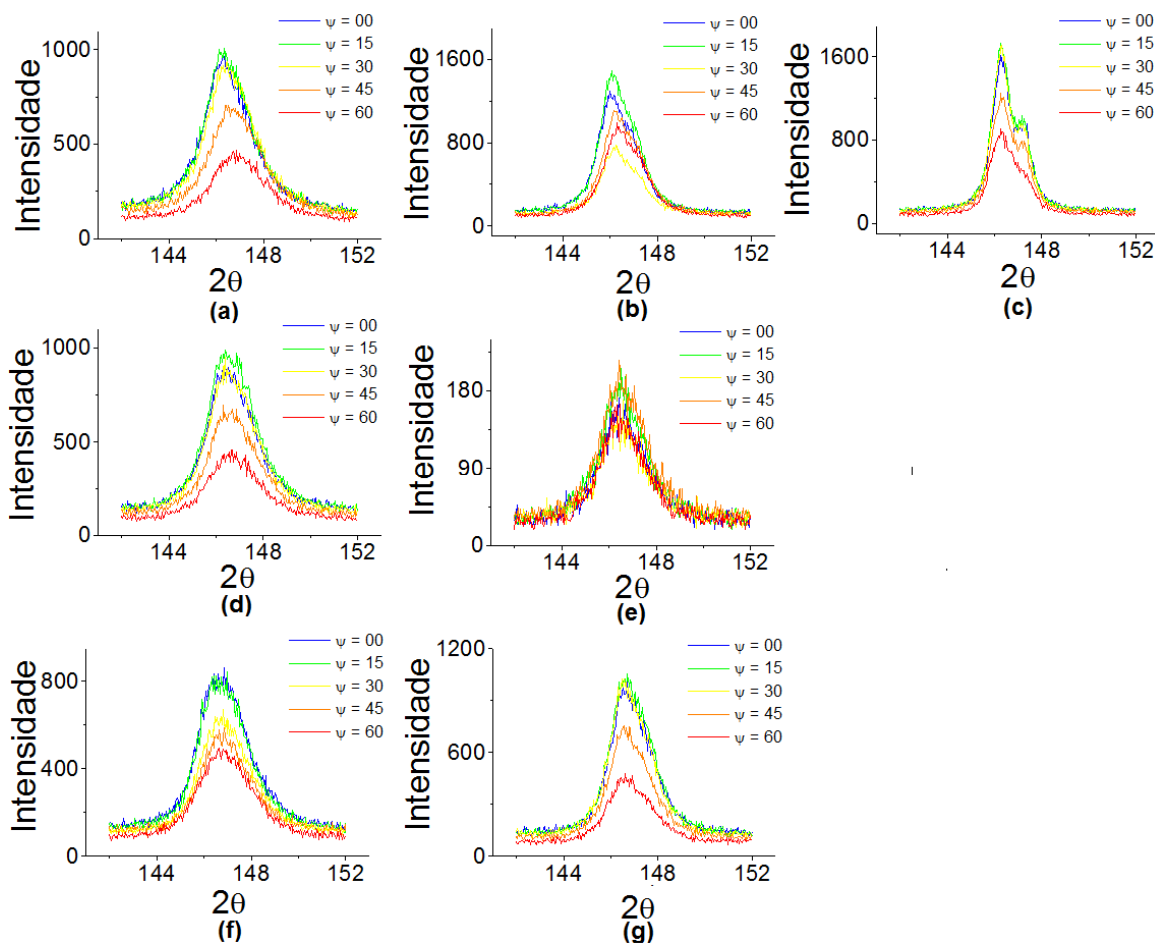 Intensidade
1000
500
0
144
148
152
2θ
(a)
ψ = 00
ψ = 15
ψ = 30
ψ = 45
ψ = 60
Intensidade
1600
800
0
144
148
152
2θ
(b)
ψ = 00
ψ = 15
ψ = 30
ψ = 45
ψ = 60
Intensidade
1600
800
0
144
148
152
2θ
(c)
ψ = 00
ψ = 15
ψ = 30
ψ = 45
ψ = 60
Intensidade
1000
500
0
144
148
152
2θ
(d)
ψ = 00
ψ = 15
ψ = 30
ψ = 45
ψ = 60
Intensidade
180
90
0
144
148
152
2θ
(e)
ψ = 00
ψ = 15
ψ = 30
ψ = 45
ψ = 60
Intensidade
800
400
0
144
148
152
2θ
(f)
ψ = 00
ψ = 15
ψ = 30
ψ = 45
ψ = 60
Intensidade
1200
600
0
144
148
152
2θ
(g)
ψ = 00
ψ = 15
ψ = 30
ψ = 45
ψ = 60